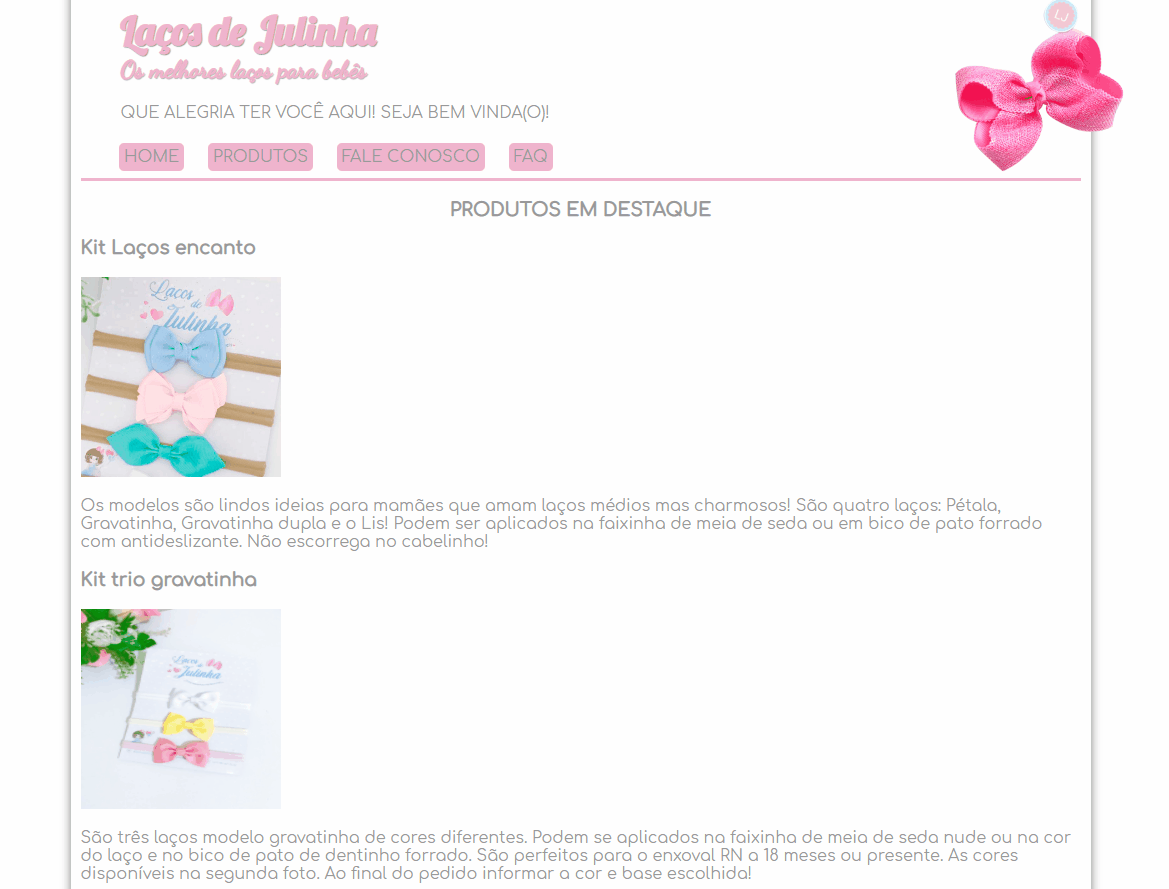 LJ
Laços de Julinha
Os melhores laços para bebês
QUE ALEGRIA TER VOCÊ AQUI! SEJA BEM VINDA(O)!
HOME PRODUTOS FALE CONOSCO FAQ
PRODUTOS EM DESTAQUE
Kit Laços encanto
Laços
de
Julinha
Os modelos são lindos ideias para mamães que amam laços médios mas charmosos! São quatro laços: Pétala,
Gravatinha, Gravatinha dupla e o Lis! Podem ser aplicados na faixinha de meia de seda ou em bico de pato forrado
com antideslizante. Não escorrega no cabelinho!
Kit trio gravatinha
Laços
de
Julinha
São três laços modelo gravatinha de cores diferentes. Podem se aplicados na faixinha de meia de seda nude ou na cor
do laço e no bico de pato de dentinho forrado. São perfeitos para o enxoval RN a 18 meses ou presente. As cores
disponíveis na segunda foto. Ao final do pedido informar a cor e base escolhida!